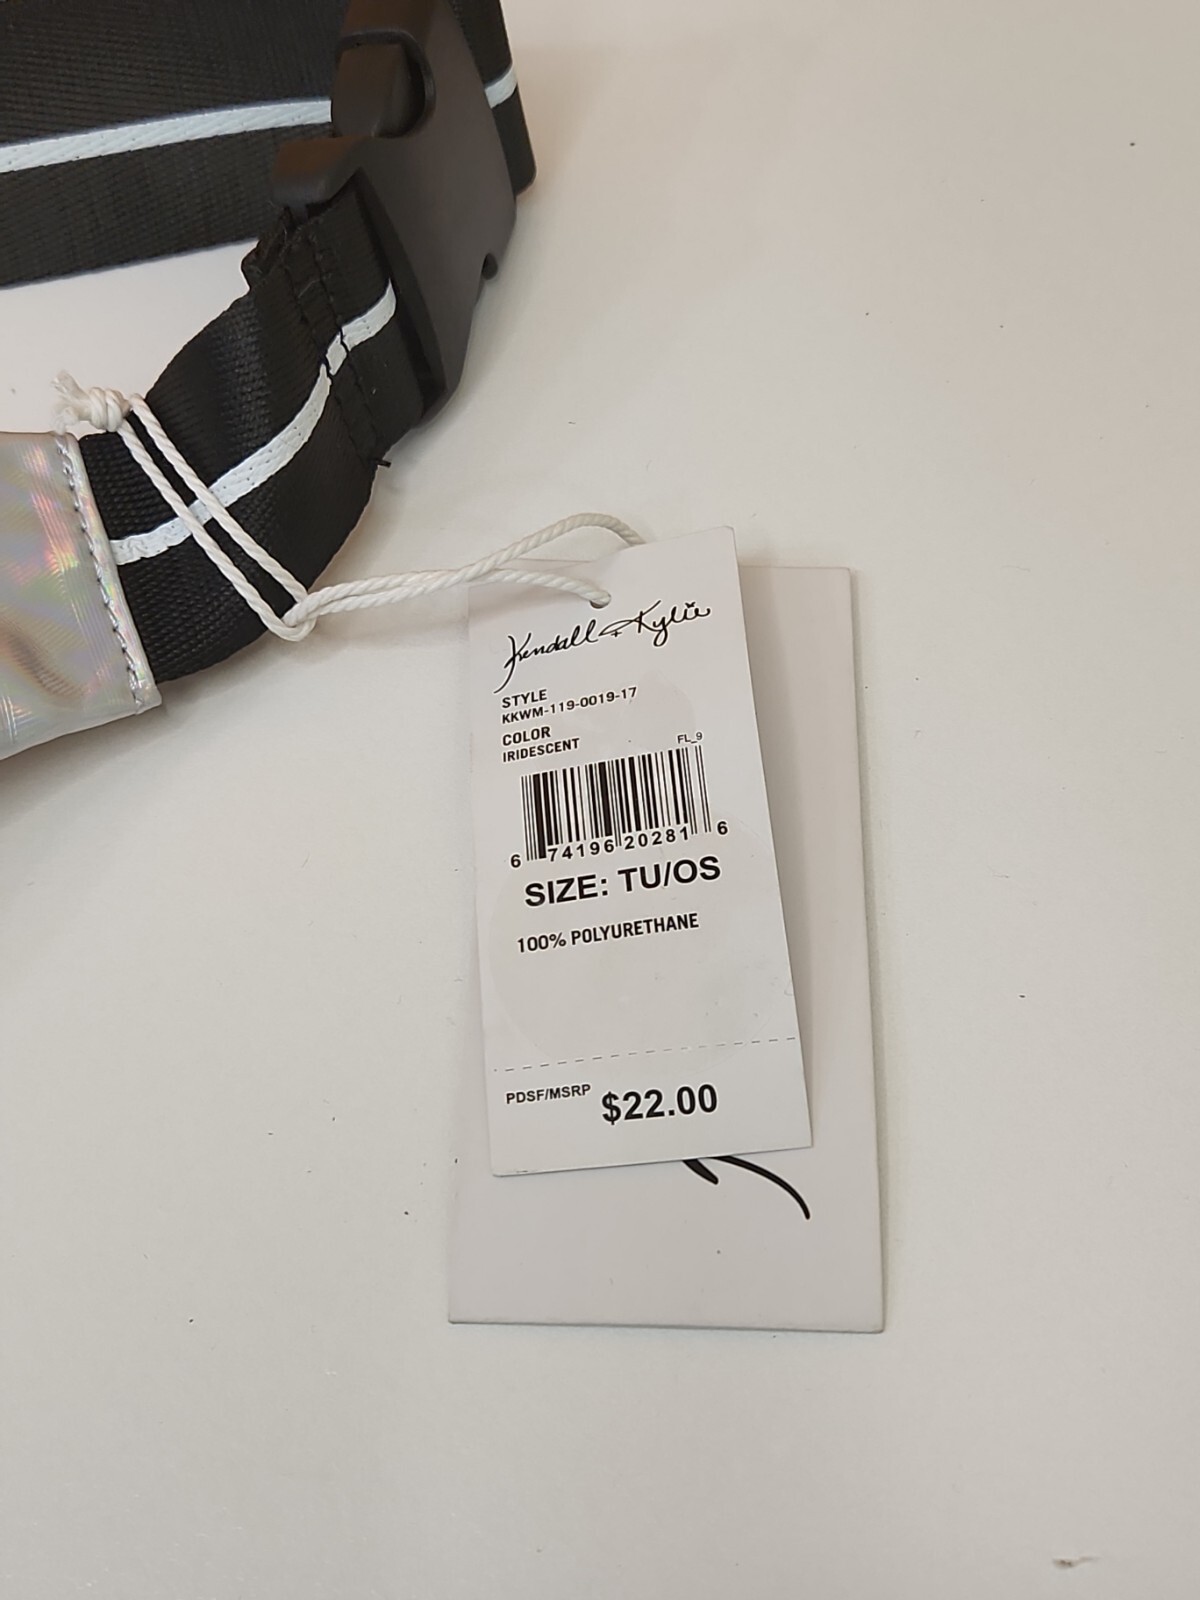 Kendall + Kylie
STYLE
KKWM-119-0019-17
COLOR
IRIDESCENT
FL_9
6 74196 20281 6
SIZE: TU/OS
100% POLYURETHANE
PDSF/MSRP $22.00